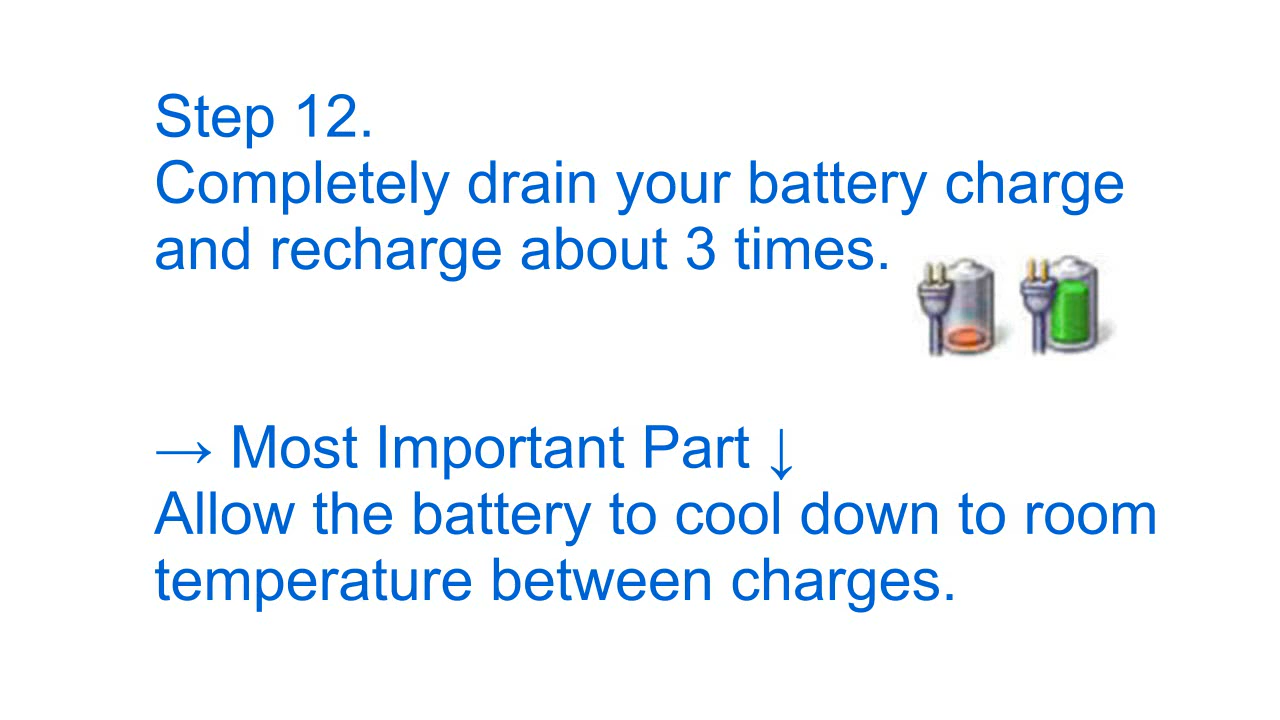 Step 12.
Completely drain your battery charge
and recharge about 3 times.
→ Most Important Part ↓
Allow the battery to cool down to room
temperature between charges.